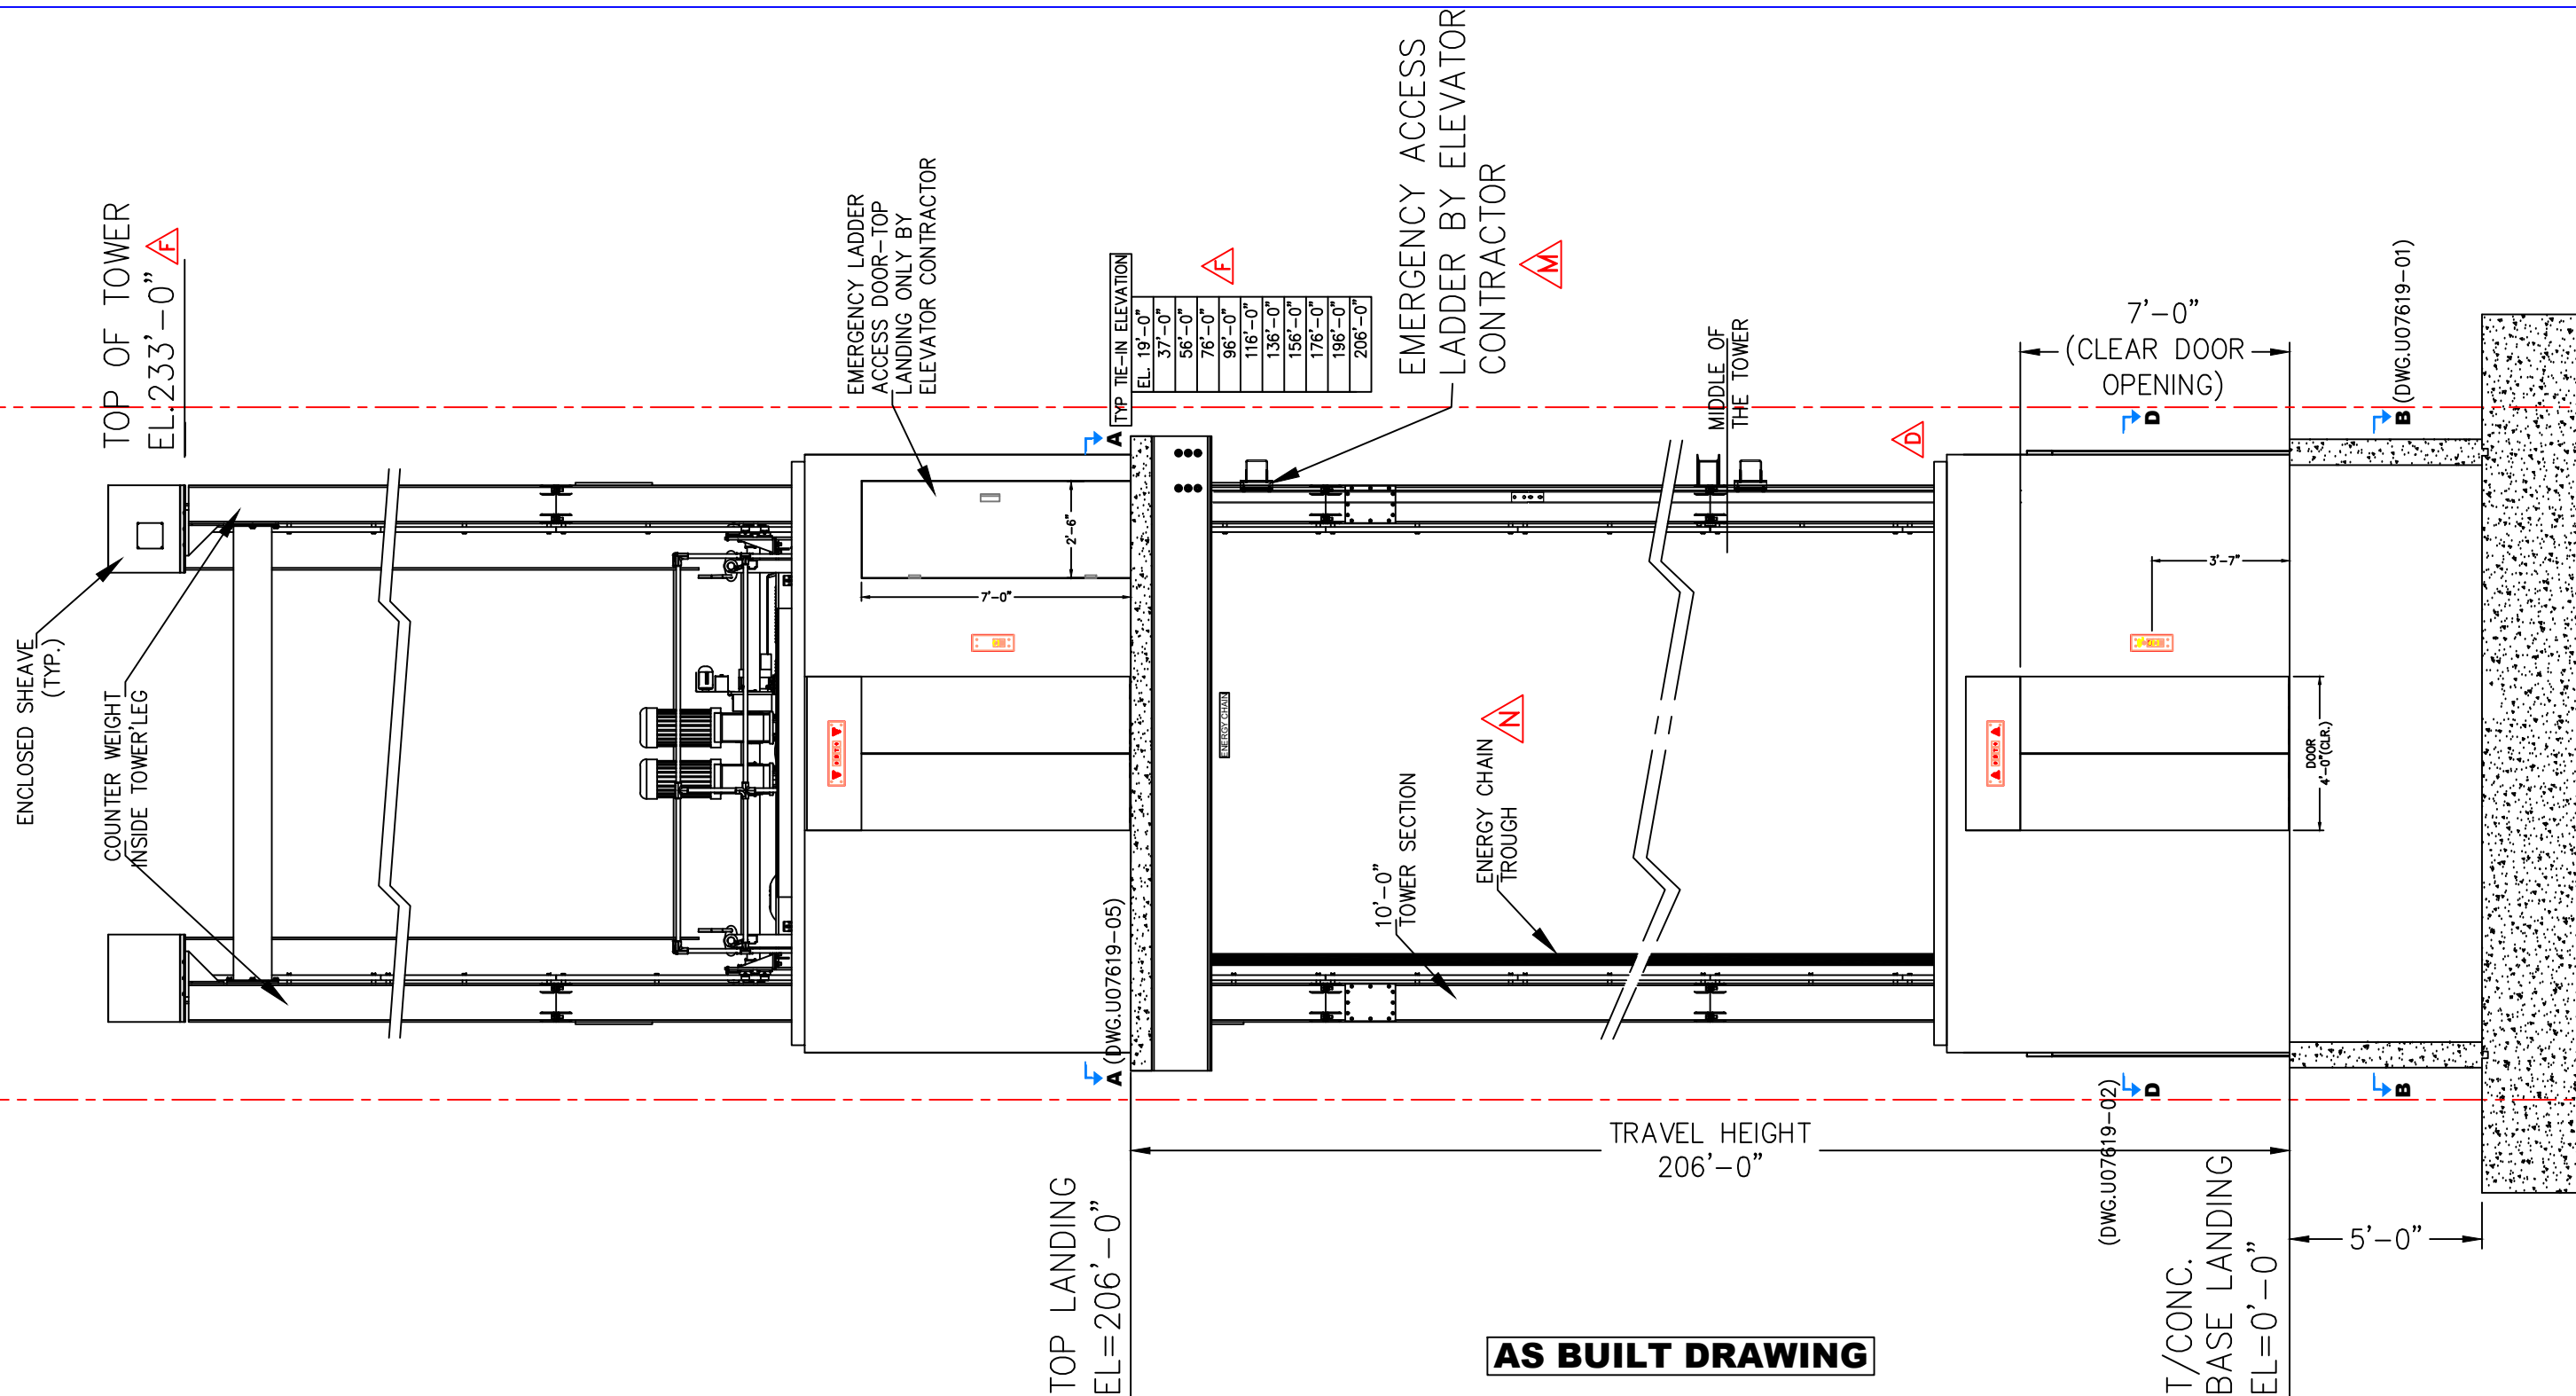 ENCLOSED SHEAVE
(TYP.)
COUNTER WEIGHT
INSIDE TOWER'LEG
TOP OF TOWER
EL.233'-0"
F
EMERGENCY LADDER
ACCESS DOOR-TOP
LANDING ONLY BY
ELEVATOR CONTRACTOR
2'-6"
7'-0"
A
TYP TIE-IN ELEVATION
EL. 19'-0"
37'-0"
56'-0"
76'-0"
96'-0"
116'-0"
136'-0"
156'-0"
176'-0"
196'-0"
206'-0"
F
EMERGENCY ACCESS
LADDER BY ELEVATOR
CONTRACTOR
M
MIDDLE OF
THE TOWER
D
7'-0"
(CLEAR DOOR
OPENING)
D
B (DWG.U07619-01)
3'-7"
DOOR
4'-0"(CLR.)
ENERGY CHAIN
ENERGY CHAIN
TROUGH
N
10'-0"
TOWER SECTION
A (DWG.U07619-05)
TRAVEL HEIGHT
206'-0"
TOP LANDING
EL=206'-0"
D
(DWG.U07619-02)
B
T/CONC.
BASE LANDING
EL=0'-0"
5'-0"
AS BUILT DRAWING